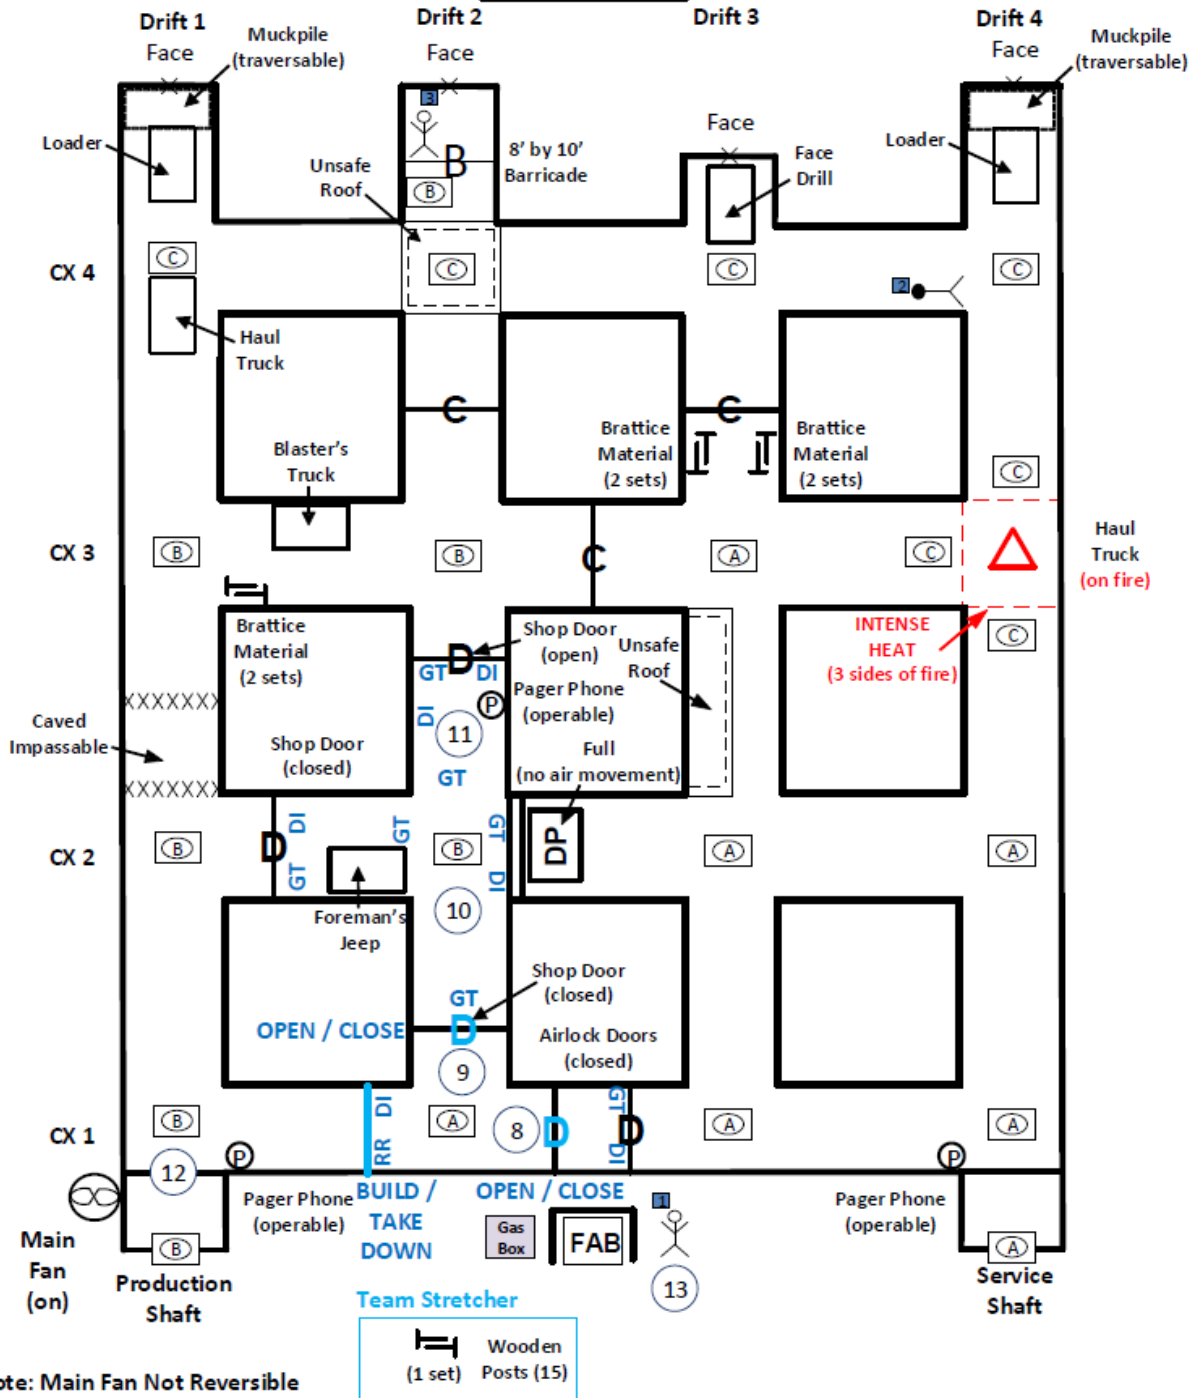 Drift 1
Drift 2
Drift 3
Drift 4
Face
Muckpile
(traversable)
Face
Face
Muckpile
(traversable)
Loader
3
B
B
Unsafe
Roof
8' by 10'
Barricade
Face
Face
Drill
Loader
CX 4
C
C
C
2
C
Haul
Truck
C
C
Blaster's
Truck
Brattice
Material
(2 sets)
Brattice
Material
(2 sets)
C
CX 3
B
B
C
A
C
Haul
Truck
(on fire)
Brattice
Material
(2 sets)
Shop Door
(open)
GT D DI
Unsafe
Roof
INTENSE
HEAT
(3 sides of fire)
C
P
Pager Phone
(operable)
DI
11
GT
Caved
Impassable
XXXXXXX
XXXXXXX
Shop Door
(closed)
Full
(no air movement)
CX 2
B
D
DI
GT
GT
B
GT
DI
DP
A
A
Foreman's
Jeep
10
Shop Door
(closed)
GT
OPEN / CLOSE
D
Airlock Doors
(closed)
9
CX 1
B
DI
RR
A
8
D
GT
D
DI
A
A
12
P
P
Pager Phone
(operable)
BUILD /
TAKE
DOWN
OPEN / CLOSE
1
Pager Phone
(operable)
Main
Fan
(on)
B
Production
Shaft
Gas
Box
FAB
13
A
Service
Shaft
Team Stretcher
(1 set)
Wooden
Posts (15)
ote: Main Fan Not Reversible